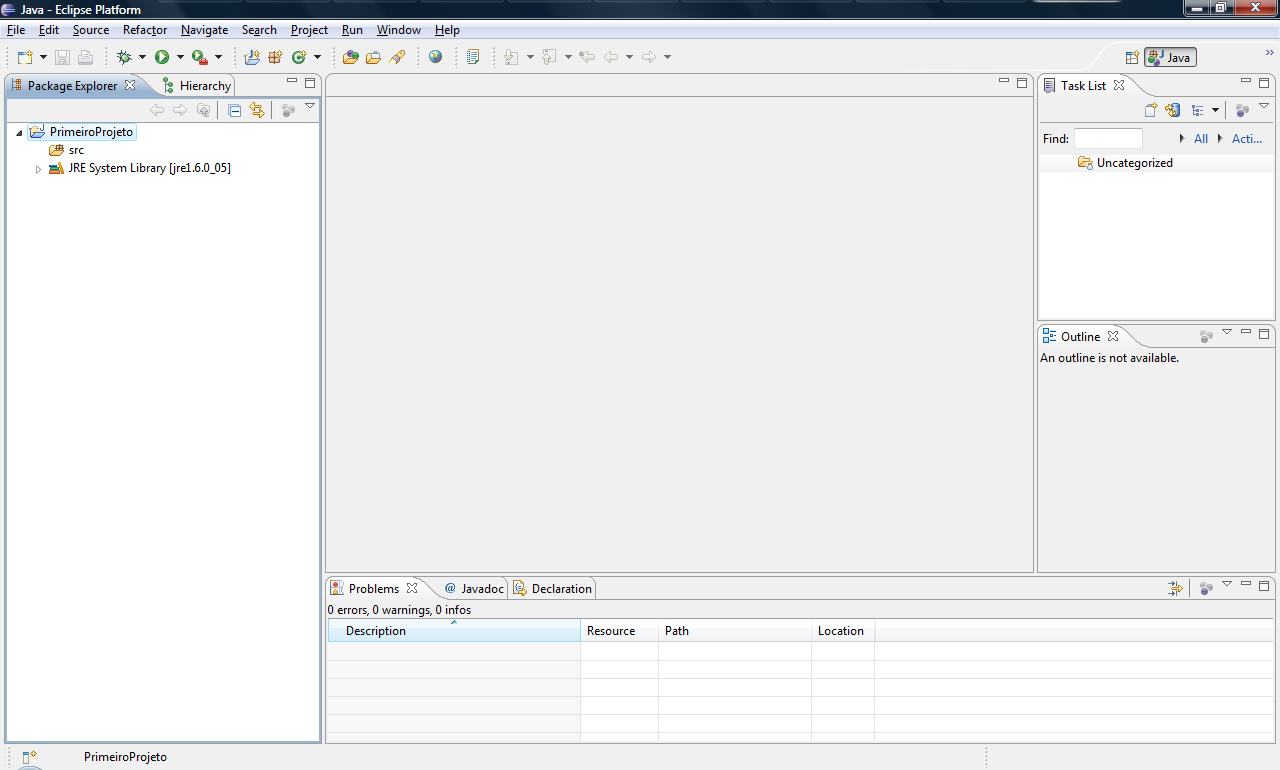 Java - Eclipse Platform
File Edit Source Refactor Navigate Search Project Run Window Help
Java
Package Explorer Hierarchy
PrimeiroProjeto
src
JRE System Library [jre1.6.0_05]
Task List
Find: All Acti...
Uncategorized
Outline
An outline is not available.
Problems @ Javadoc Declaration
0 errors, 0 warnings, 0 infos
Description Resource Path Location
PrimeiroProjeto